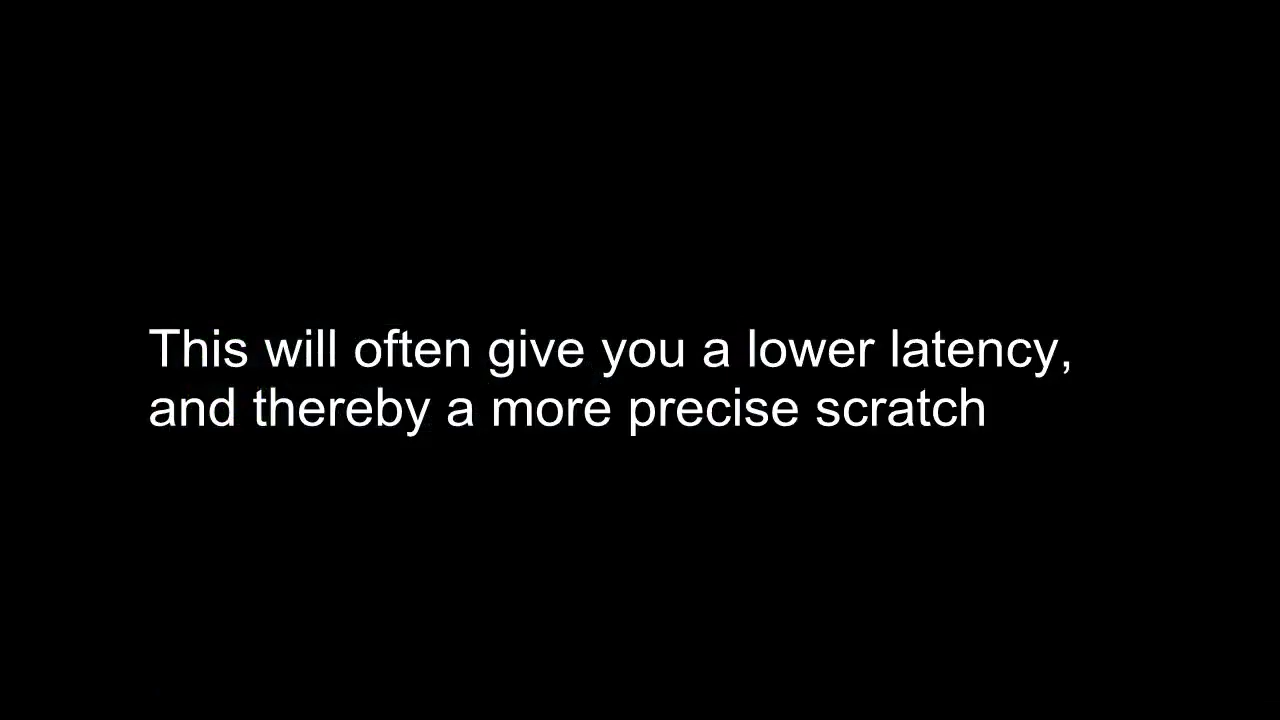 This will often give you a lower latency,
and thereby a more precise scratch